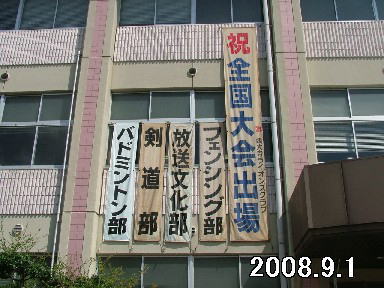 祝全国大会出場
フェンシング部
放送文化部
剣道部
バドミントン部
2008.9.1